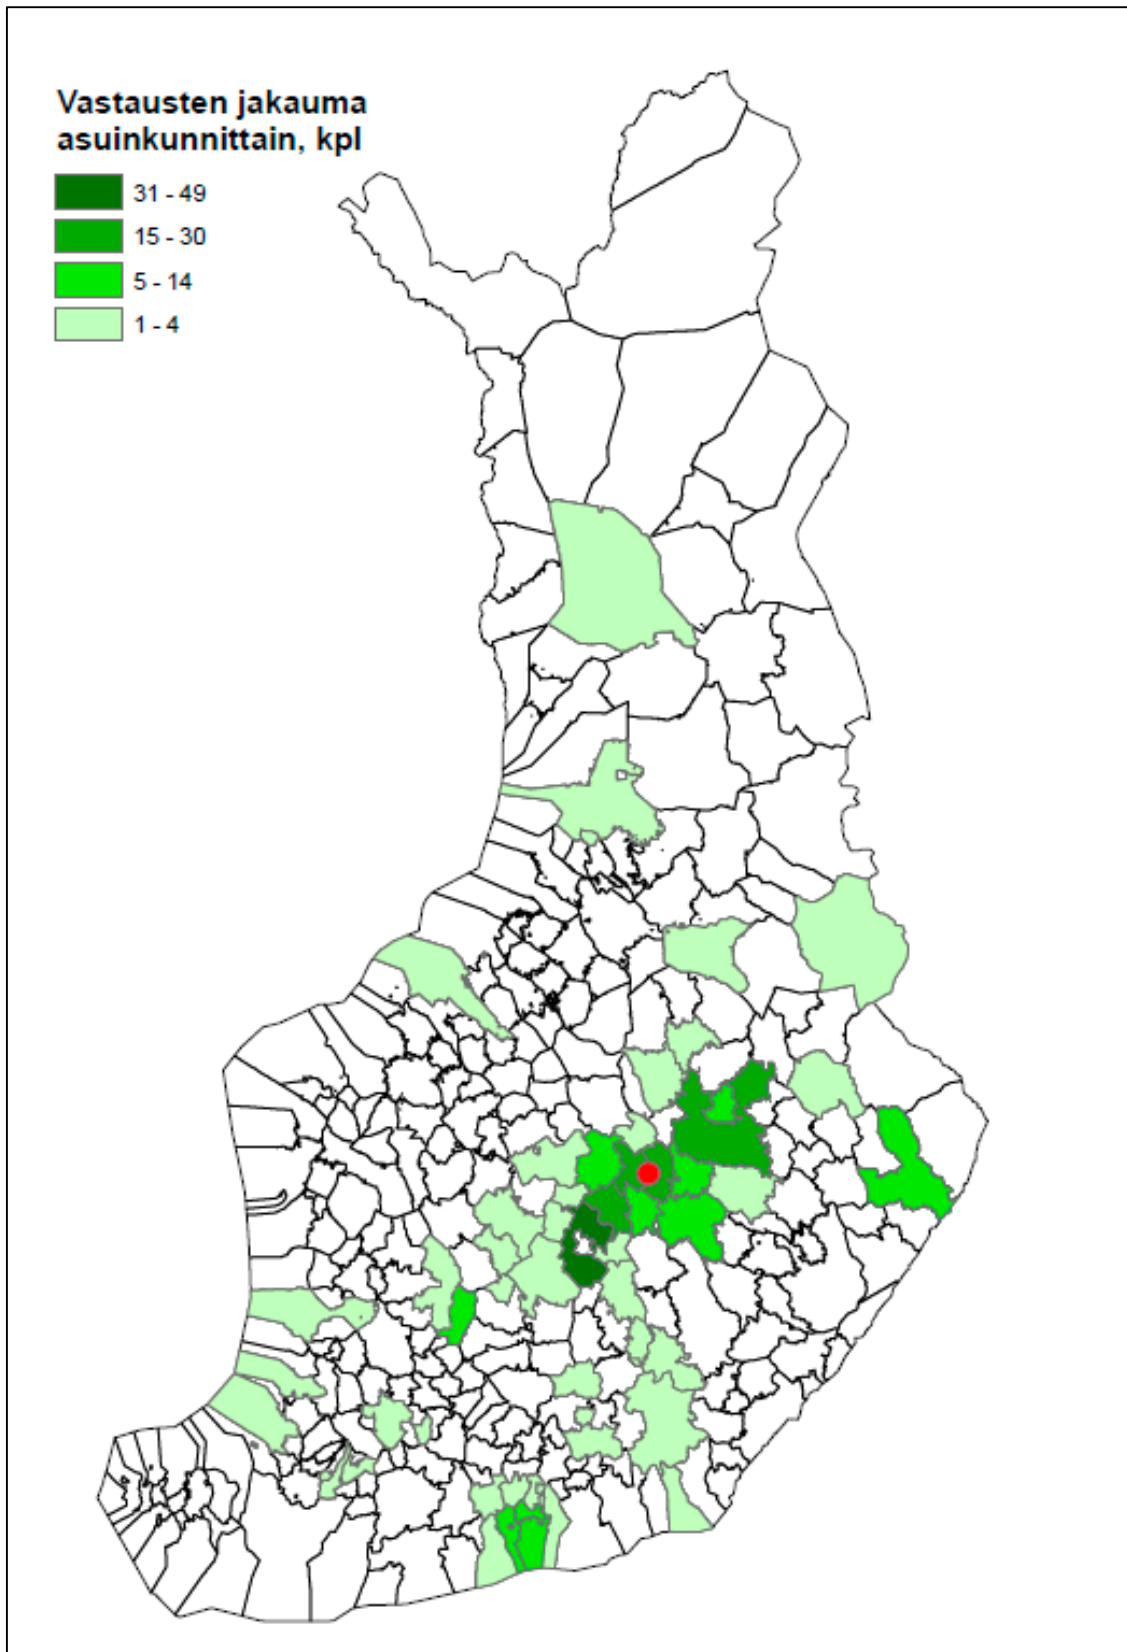 Vastausten jakauma
asuinkunnittain, kpl
31 - 49
15 - 30
5 - 14
1 - 4